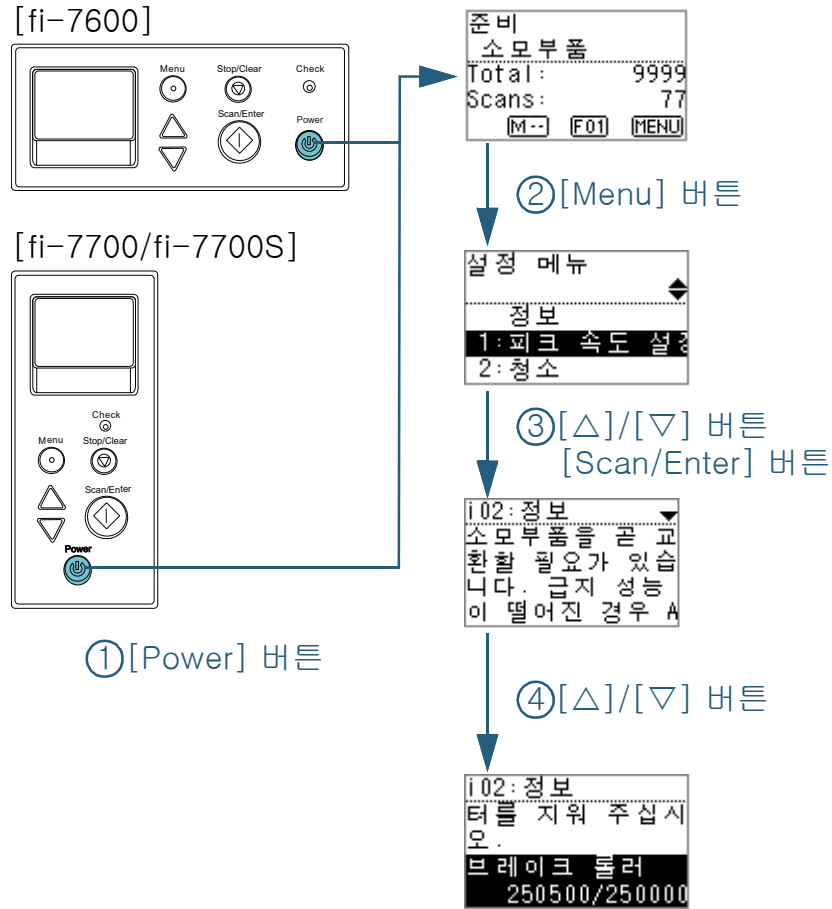 [fi-7600]
Menu
Stop/Clear
Check
Scan/Enter
Power
[fi-7700/fi-7700S]
Check
Menu
Stop/Clear
Scan/Enter
Power
①[Power] 버튼
준비
소모부품
Total: 9999
Scans: 77
M-- F01 MENU
②[Menu] 버튼
설정 메뉴
정보
1:피크 속도 설정
2:청소
③[△]/[▽] 버튼
[Scan/Enter] 버튼
i02:정보
소모부품을 곧 교
환할 필요가 있습
니다. 급지 성능
이 떨어진 경우 A
④[△]/[▽] 버튼
i02:정보
터를 지워 주십시
오.
브레이크 롤러
250500/250000